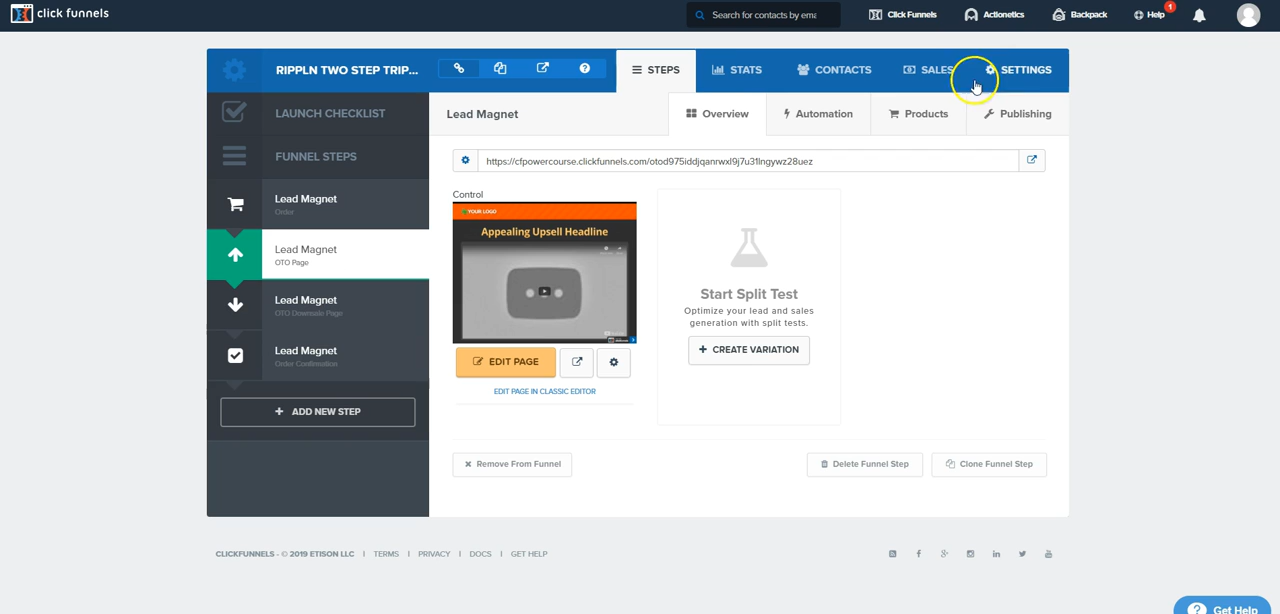 click funnels
Search for contacts by ema
Click Funnels
Actionetics
Backpack
Help
1
RIPPLN TWO STEP TRIP...
STEPS
STATS
CONTACTS
SALES
SETTINGS
LAUNCH CHECKLIST
FUNNEL STEPS
Lead Magnet
Order
Lead Magnet
OTO Page
Lead Magnet
OTO Downsale Page
Lead Magnet
Order Confirmation
+ ADD NEW STEP
Lead Magnet
Overview
Automation
Products
Publishing
https://cfpowercourse.clickfunnels.com/otod975iddjqanrwxl9j7u31lngywz28uez
Control
YOUR LOGO
Appealing Upsell Headline
EDIT PAGE
EDIT PAGE IN CLASSIC EDITOR
Start Split Test
Optimize your lead and sales
generation with split tests.
+ CREATE VARIATION
Remove From Funnel
Delete Funnel Step
Clone Funnel Step
CLICKFUNNELS - © 2019 ETISON LLC | TERMS | PRIVACY | DOCS | GET HELP
? Get Help